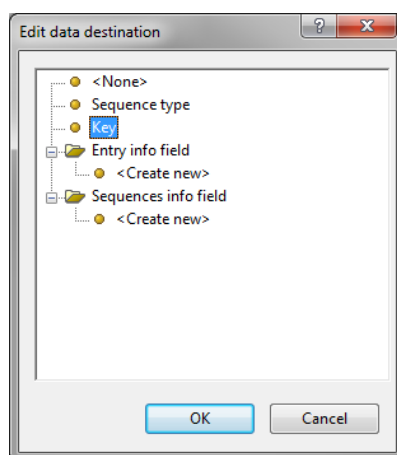 Edit data destination
<None>
Sequence type
Key
Entry info field
<Create new>
Sequences info field
<Create new>
OK Cancel